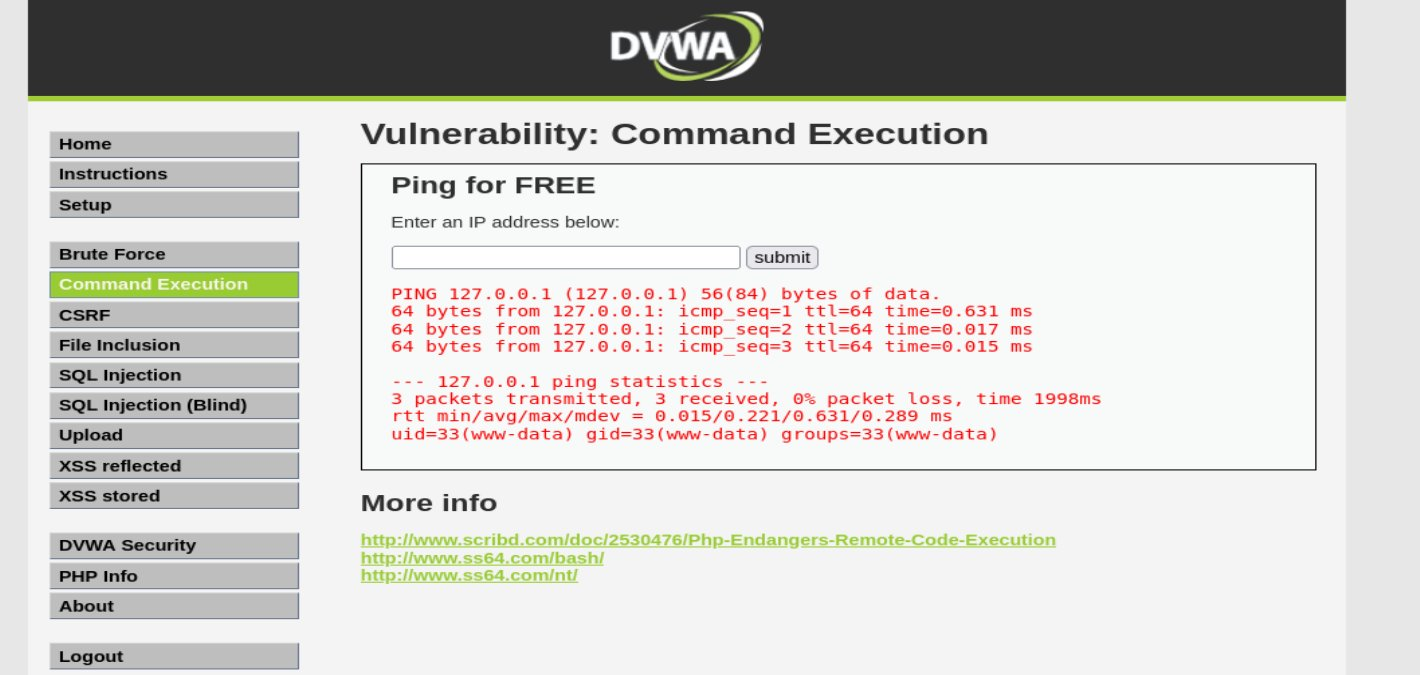 DVWA
Home
Instructions
Setup
Brute Force
Command Execution
CSRF
File Inclusion
SQL Injection
SQL Injection (Blind)
Upload
XSS reflected
XSS stored
DVWA Security
PHP Info
About
Logout
Vulnerability: Command Execution
Ping for FREE
Enter an IP address below:
submit
PING 127.0.0.1 (127.0.0.1) 56(84) bytes of data.
64 bytes from 127.0.0.1: icmp_seq=1 ttl=64 time=0.631 ms
64 bytes from 127.0.0.1: icmp_seq=2 ttl=64 time=0.017 ms
64 bytes from 127.0.0.1: icmp_seq=3 ttl=64 time=0.015 ms
--- 127.0.0.1 ping statistics ---
3 packets transmitted, 3 received, 0% packet loss, time 1998ms
rtt min/avg/max/mdev = 0.015/0.221/0.631/0.289 ms
uid=33(www-data) gid=33(www-data) groups=33(www-data)
More info
http://www.scribd.com/doc/2530476/Php-Endangers-Remote-Code-Execution
http://www.ss64.com/bash/
http://www.ss64.com/nt/